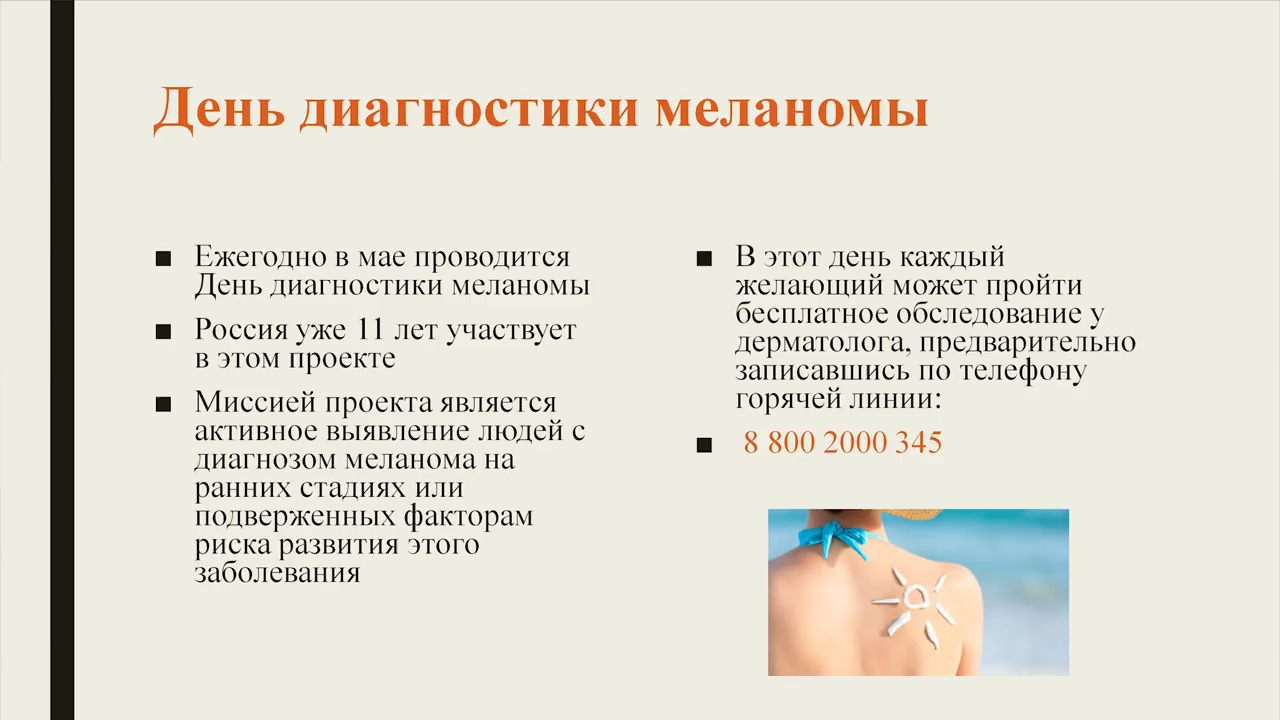 День диагностики меланомы
■ Ежегодно в мае проводится
День диагностики меланомы
■ Россия уже 11 лет участвует
в этом проекте
■ Миссией проекта является
активное выявление людей с
диагнозом меланома на
ранних стадиях или
подверженных факторам
риска развития этого
заболевания
■ В этот день каждый
желающий может пройти
бесплатное обследование у
дерматолога, предварительно
записавшись по телефону
горячей линии:
■ 8 800 2000 345